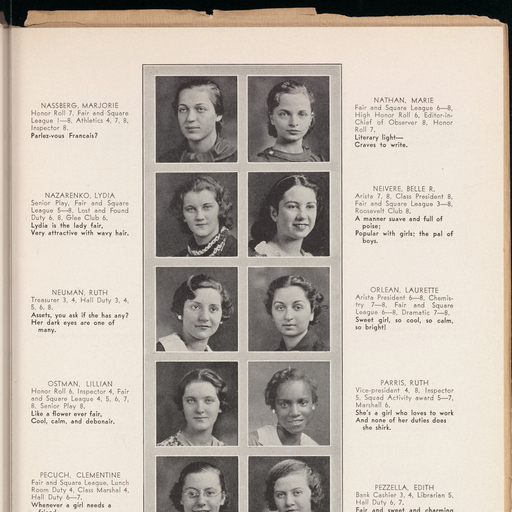 NASSBERG, MARJORIE
Honor Roll 7, Fair and Square
League 1—8, Athletics 4, 7, 8,
Inspector 8.
Parlez-vous Francais?
NAZARENKO, LYDIA
Senior Play, Fair and Square
League 5—8, Lost and Found
Duty 6, 8, Glee Club 6.
Lydia is the lady fair,
Very attractive with wavy hair.
NEUMAN, RUTH
Treasurer 3, 4, Hall Duty 3, 4,
5, 6, 8.
Assets, you ask if she has any?
Her dark eyes are one of
many.
OSTMAN, LILLIAN
Honor Roll 6, Inspector 4, Fair
and Square League 4, 5, 6, 7,
8, Senior Play 8.
Like a flower ever fair,
Cool, calm, and debonair.
PECUCH, CLEMENTINE
Fair and Square League, Lunch
Room Duty 4, Class Marshal 4,
Hall Duty 6—7.
Whenever a girl needs a
NATHAN, MARIE
Fair and Square League 6—8,
High Honor Roll 6, Editor-in-
Chief of Observer 8, Honor
Roll 7.
Literary light—
Craves to write.
NEIVERE, BELLE R.
Arista 7, 8, Class President 8,
Fair and Square League 3—8,
Roosevelt Club 8.
A manner suave and full of
poise;
Popular with girls; the pal of
boys.
ORLEAN, LAURETTE
Arista President 6—8, Chemis-
try 7—8, Fair and Square
League 6—8, Dramatic 7—8.
Sweet girl, so cool, so calm,
so bright!
PARRIS, RUTH
Vice-president 4, 8, Inspector
5, Squad Activity award 5—7,
Marshall 6.
She's a girl who loves to work
And none of her duties does
she shirk.
PEZZELLA, EDITH
Bank Cashier 3, 4, Librarian 5,
Hall Duty 6, 7.
Fair and sweet and charming